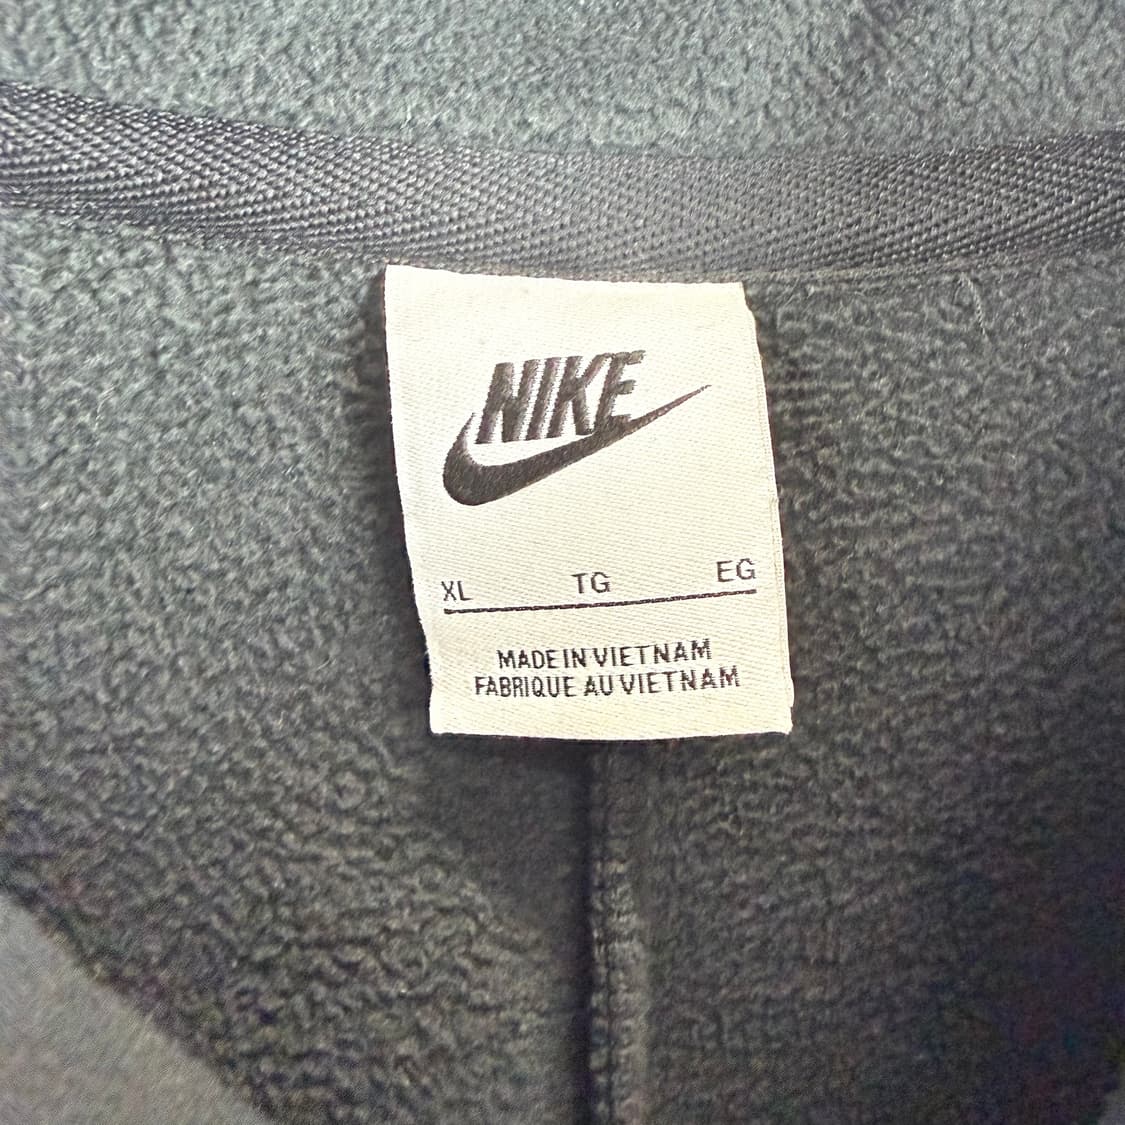 NIKE
XL TG EG
MADE IN VIETNAM
FABRIQUE AU VIETNAM